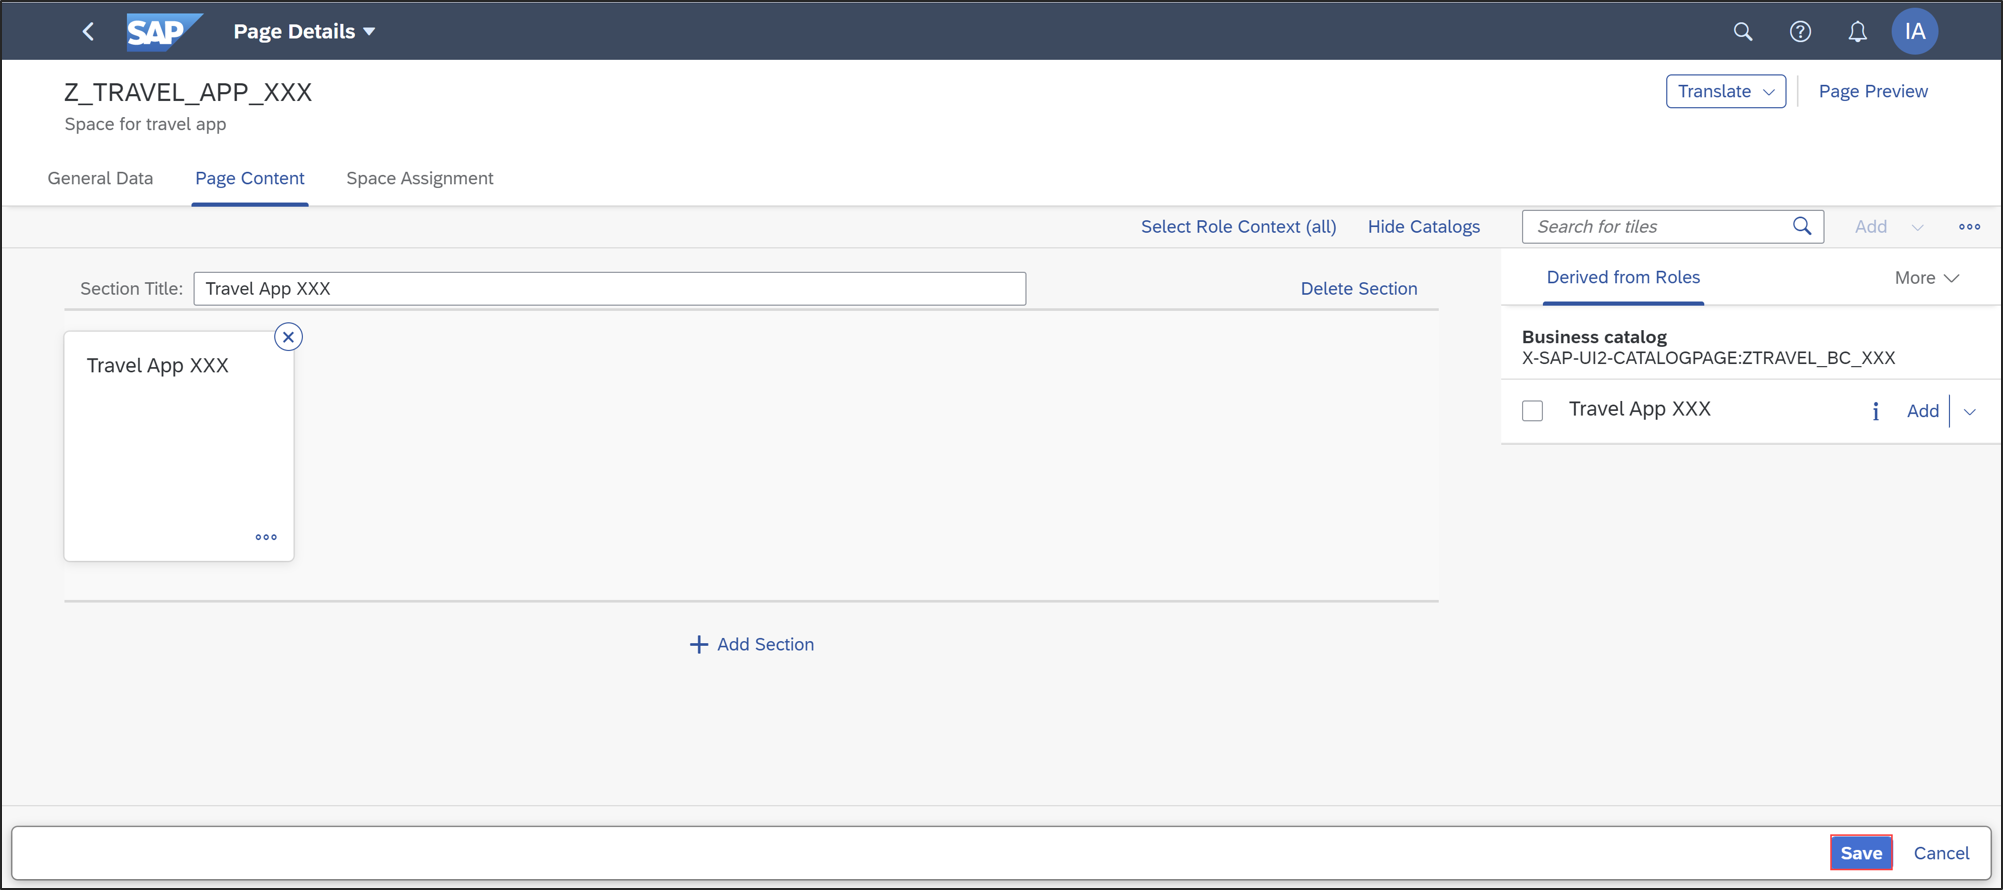 SAP Page Details IA
Z_TRAVEL_APP_XXX
Space for travel app
Translate Page Preview
General Data Page Content Space Assignment
Select Role Context (all) Hide Catalogs Search for tiles Add
Section Title: Travel App XXX Delete Section
Derived from Roles More
Travel App XXX
Business catalog
X-SAP-UI2-CATALOGPAGE:ZTRAVEL_BC_XXX
Travel App XXX i Add
Add Section
Save Cancel